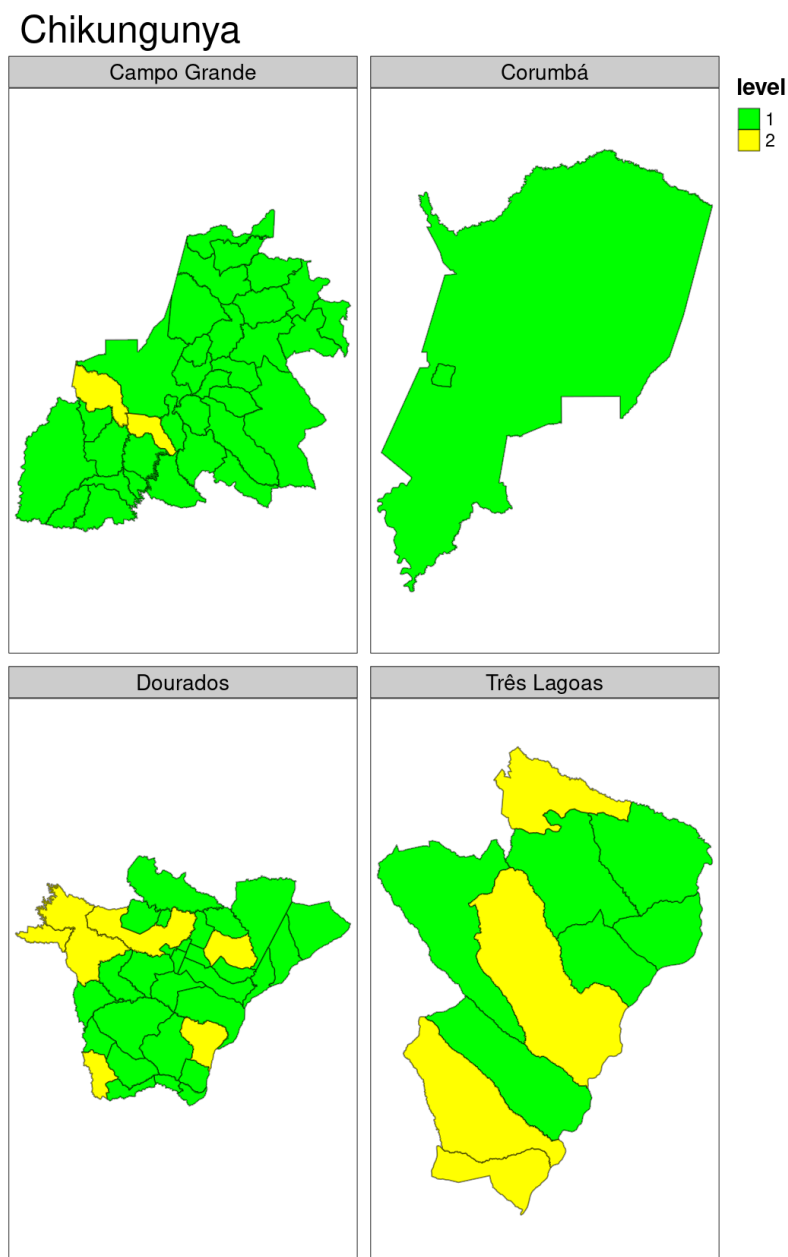 Chikungunya
Campo Grande
Corumbá
level
1
2
Dourados
Três Lagoas